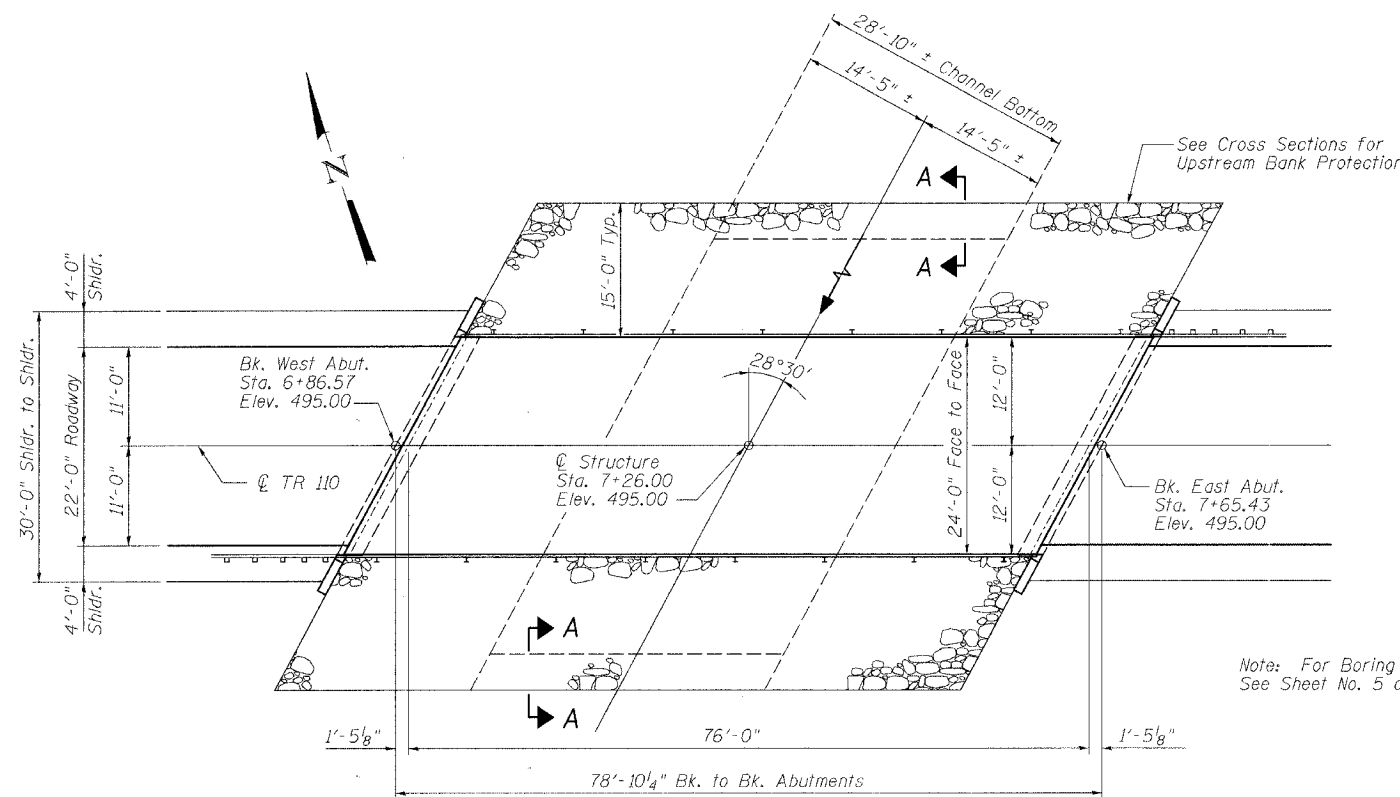 28'-10" ± Channel Bottom
14'-5" ±
14'-5" ±
See Cross Sections for
Upstream Bank Protection
A
A
N
15'-0" Typ.
4'-0"
Shldr.
30'-0" Shldr. to Shldr.
22'-0" Roadway
11'-0"
11'-0"
4'-0"
Shldr.
Bk. West Abut.
Sta. 6+86.57
Elev. 495.00
28°30'
℄ TR 110
℄ Structure
Sta. 7+26.00
Elev. 495.00
24'-0" Face to Face
12'-0"
12'-0"
Bk. East Abut.
Sta. 7+65.43
Elev. 495.00
A
A
Note: For Boring
See Sheet No. 5
1'-5⅛"
76'-0"
1'-5⅛"
78'-10¼" Bk. to Bk. Abutments